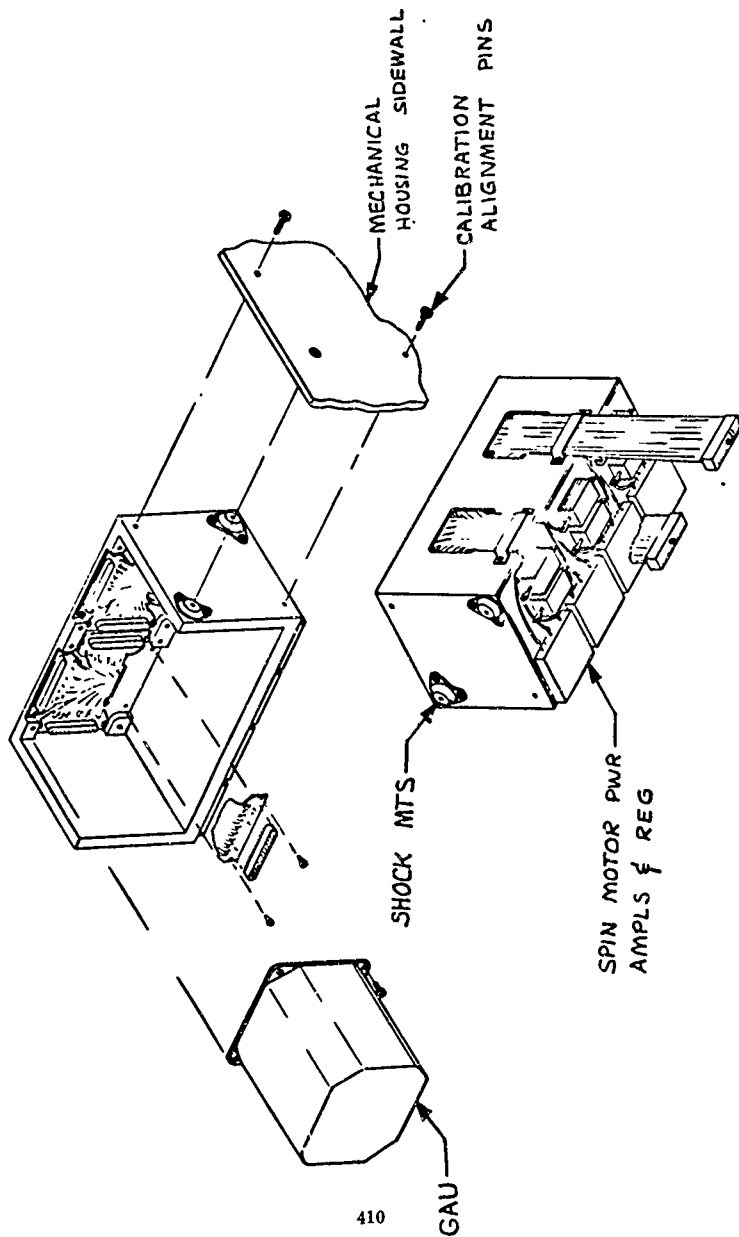 MECHANICAL
HOUSING SIDEWALL
CALIBRATION
ALIGNMENT PINS
SHOCK MTS
SPIN MOTOR PWR
AMPLS & REG
GAU
410